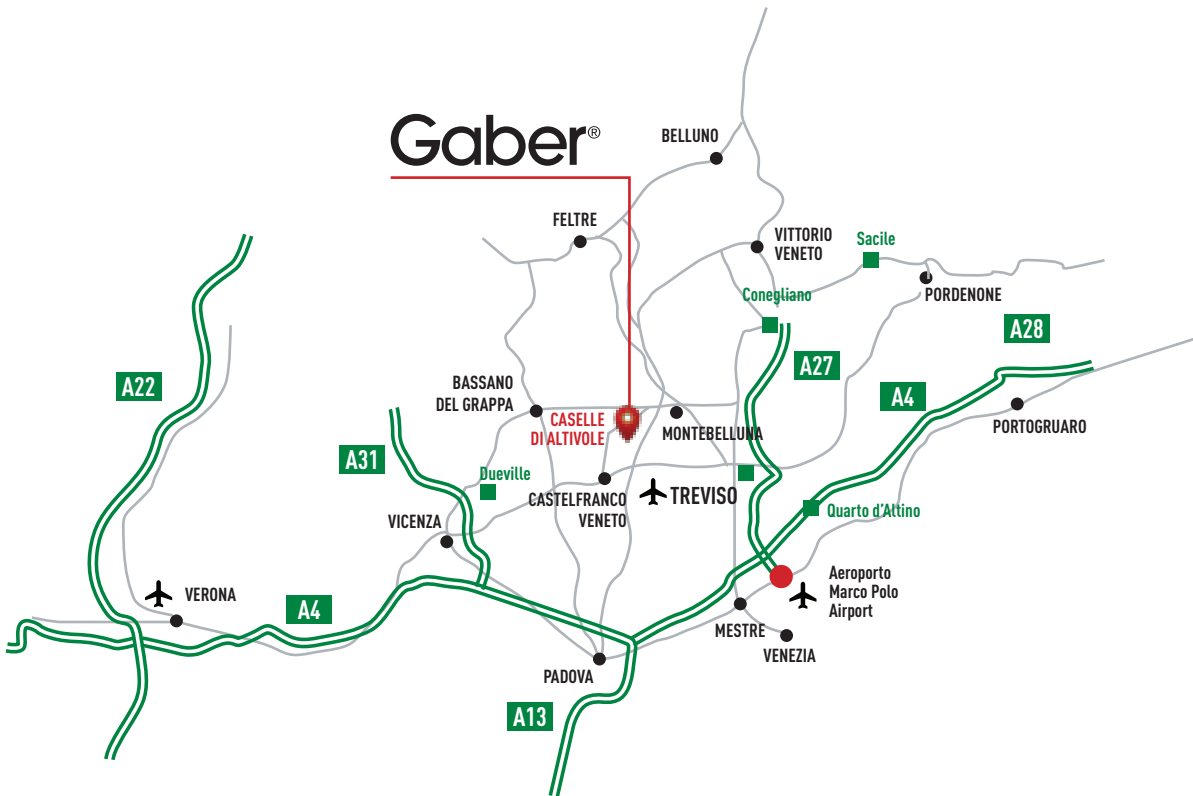 Gaber®
BELLUNO
FELTRE
VITTORIO
VENETO
Sacile
Conegliano
PORDENONE
A28
A27
A22
A4
BASSANO
DEL GRAPPA
CASELLE
DI ALTIVOLE
MONTEBELLUNA
PORTOGRUARO
A31
Dueville
CASTELFRANCO
VENETO
TREVISO
Quarto d'Altino
VICENZA
Aeroporto
Marco Polo
Airport
VERONA
A4
MESTRE
VENEZIA
PADOVA
A13